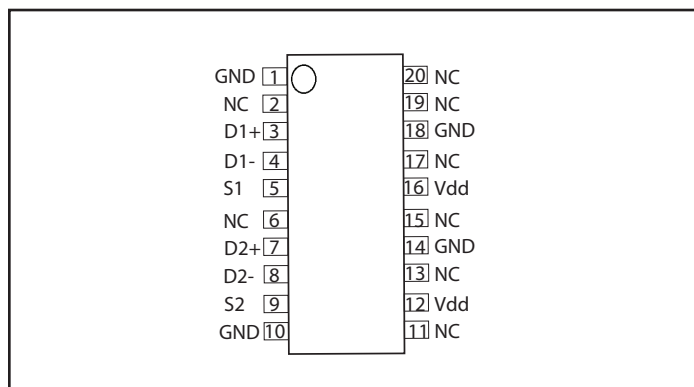 GND 1 20 NC
NC 2 19 NC
D1+ 3 18 GND
D1- 4 17 NC
S1 5 16 Vdd
NC 6 15 NC
D2+ 7 14 GND
D2- 8 13 NC
S2 9 12 Vdd
GND 10 11 NC